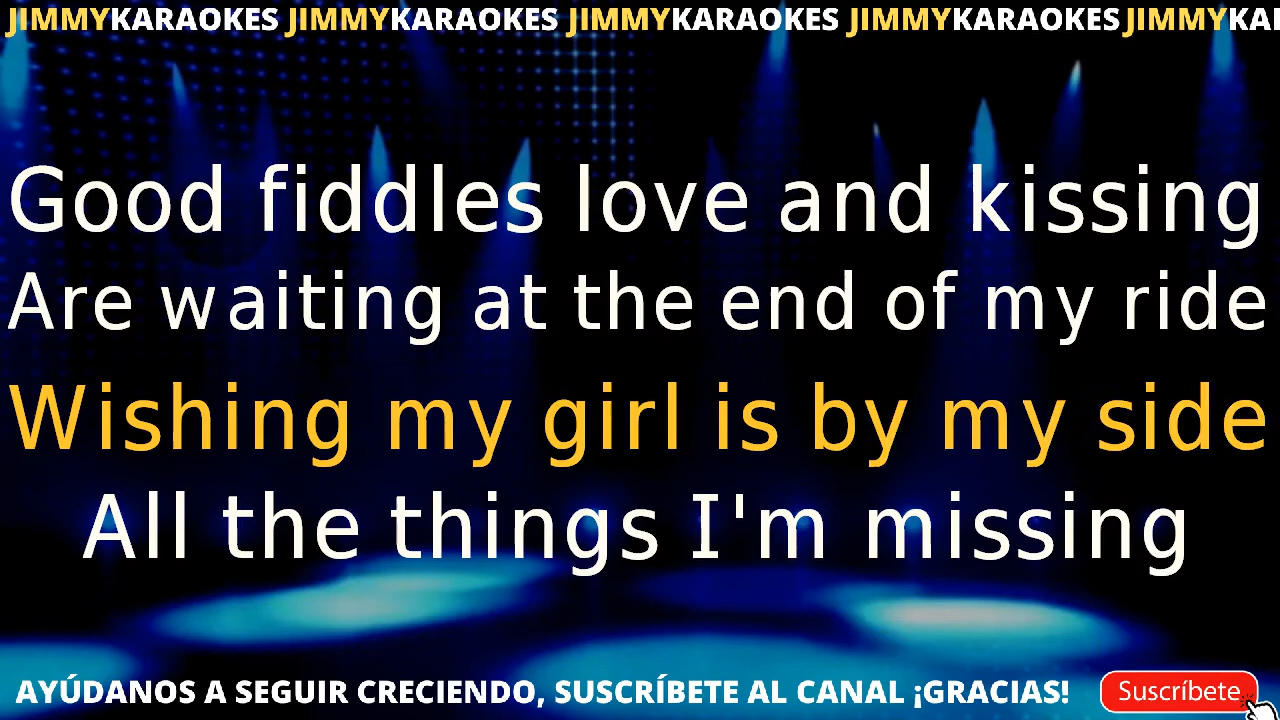 JIMMYKARAOKES JIMMYKARAOKES JIMMYKARAOKES JIMMYKARAOKES JIMMYKA
Good fiddles love and kissing
Are waiting at the end of my ride
Wishing my girl is by my side
All the things I'm missing
AYÚDANOS A SEGUIR CRECIENDO, SUSCRÍBETE AL CANAL ¡GRACIAS!
Suscríbete